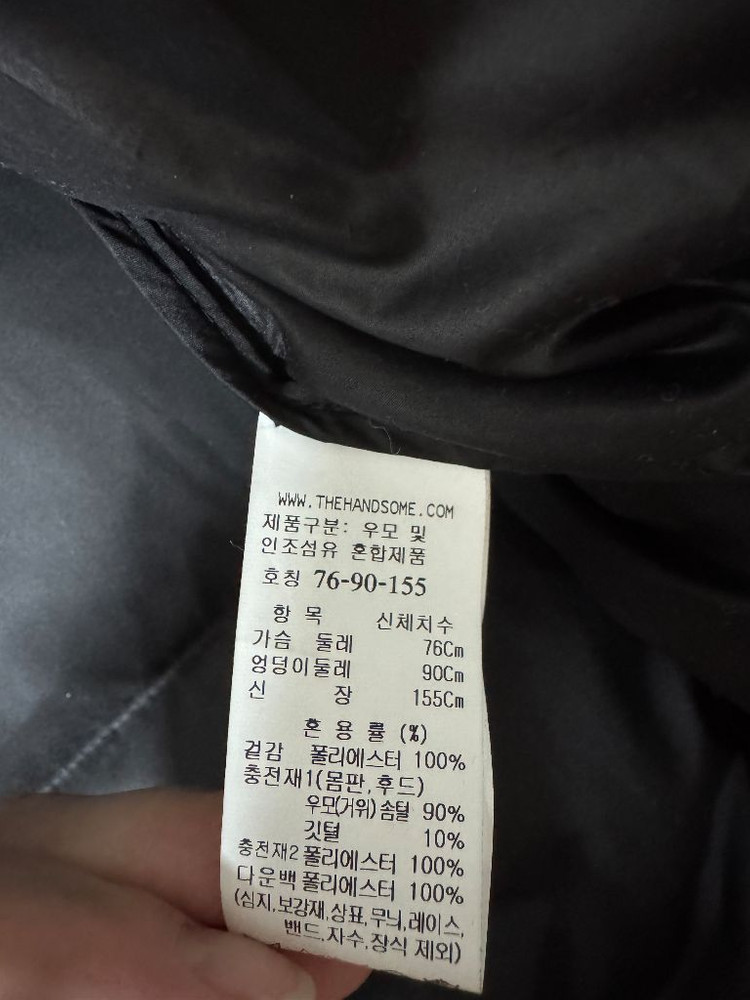 WWW.THEHANDSOME.COM
제품구분: 우모 및
인조섬유 혼합제품
호칭 76-90-155
항 목 신체치수
가슴 둘레 76Cm
엉덩이둘레 90Cm
신 장 155Cm
혼 용 률 (%)
겉감 폴리에스터 100%
충전재1(몸판,후드)
우모(거위) 솜털 90%
깃털 10%
충전재2 폴리에스터 100%
다운백 폴리에스터 100%
(심지,보강재,상표,무늬,레이스,
밴드,자수,장식 제외)